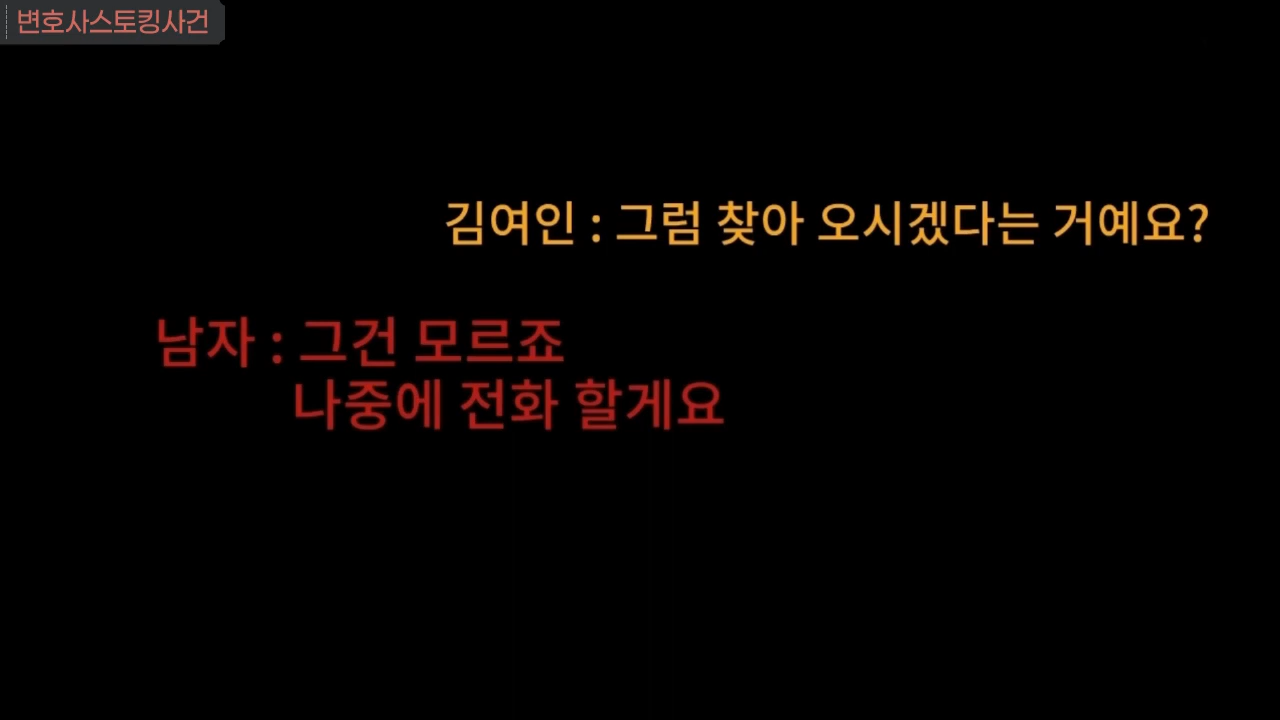 변호사스토킹사건
김여인 : 그럼 찾아 오시겠다는 거예요?
남자 : 그건 모르죠
나중에 전화 할게요